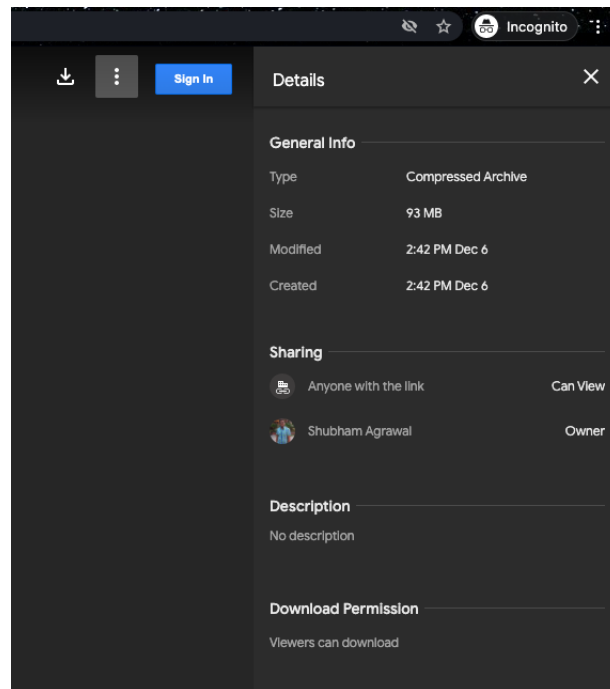 Incognito
Sign In
Details
General Info
Type Compressed Archive
Size 93 MB
Modified 2:42 PM Dec 6
Created 2:42 PM Dec 6
Sharing
Anyone with the link Can View
Shubham Agrawal Owner
Description
No description
Download Permission
Viewers can download